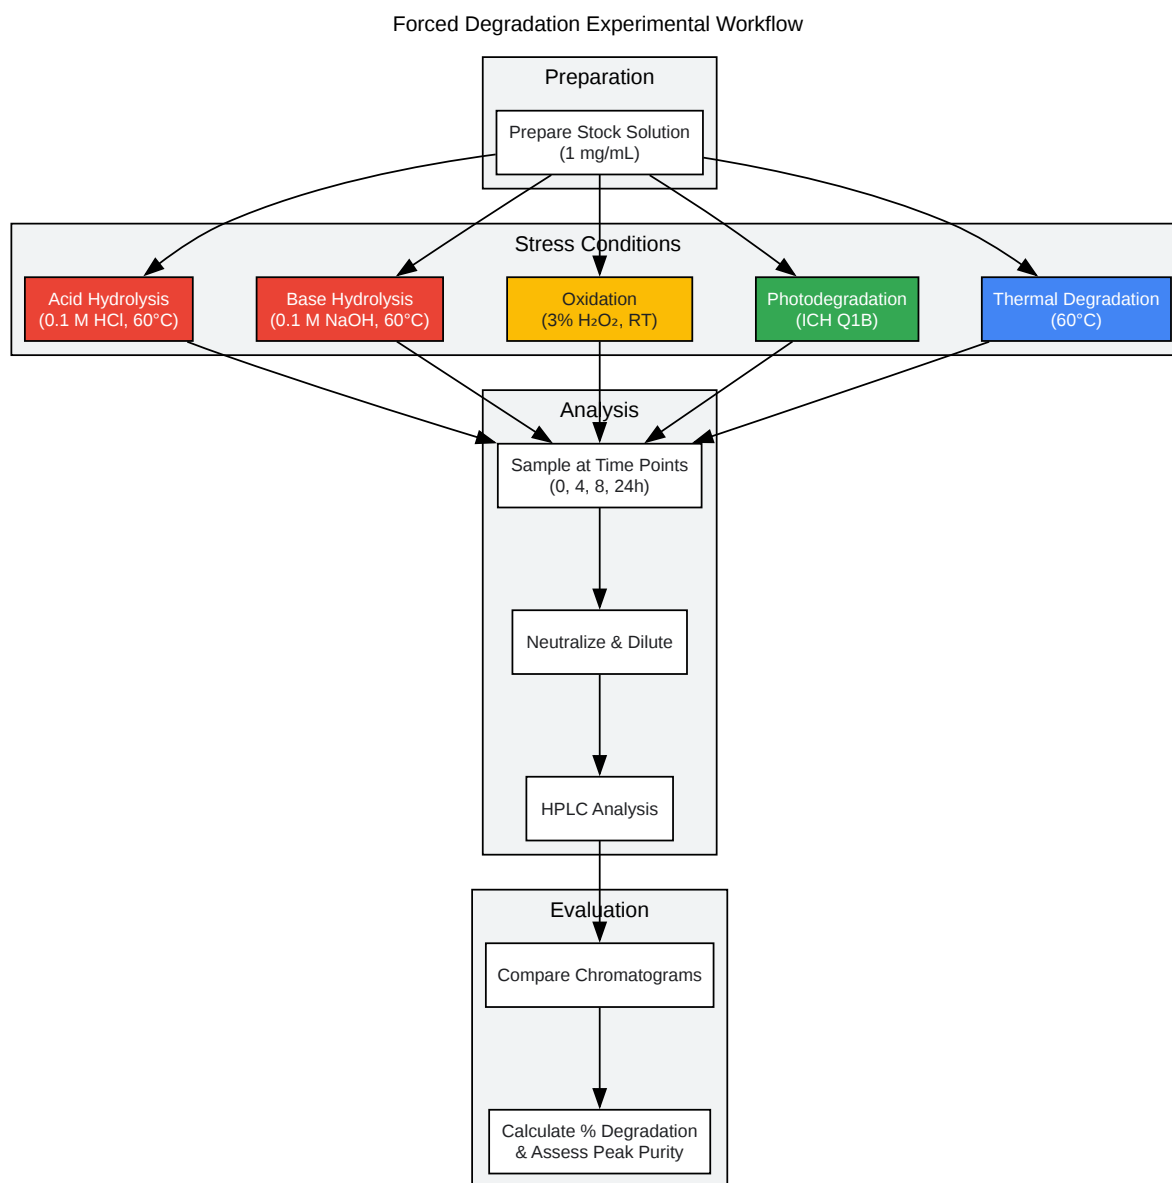 Forced Degradation Experimental Workflow
Preparation
Prepare Stock Solution
(1 mg/mL)
Stress Conditions
Acid Hydrolysis
(0.1 M HCl, 60°C)
Base Hydrolysis
(0.1 M NaOH, 60°C)
Oxidation
(3% H₂O₂, RT)
Photodegradation
(ICH Q1B)
Thermal Degradation
(60°C)
Analysis
Sample at Time Points
(0, 4, 8, 24h)
Neutralize & Dilute
HPLC Analysis
Evaluation
Compare Chromatograms
Calculate % Degradation
& Assess Peak Purity